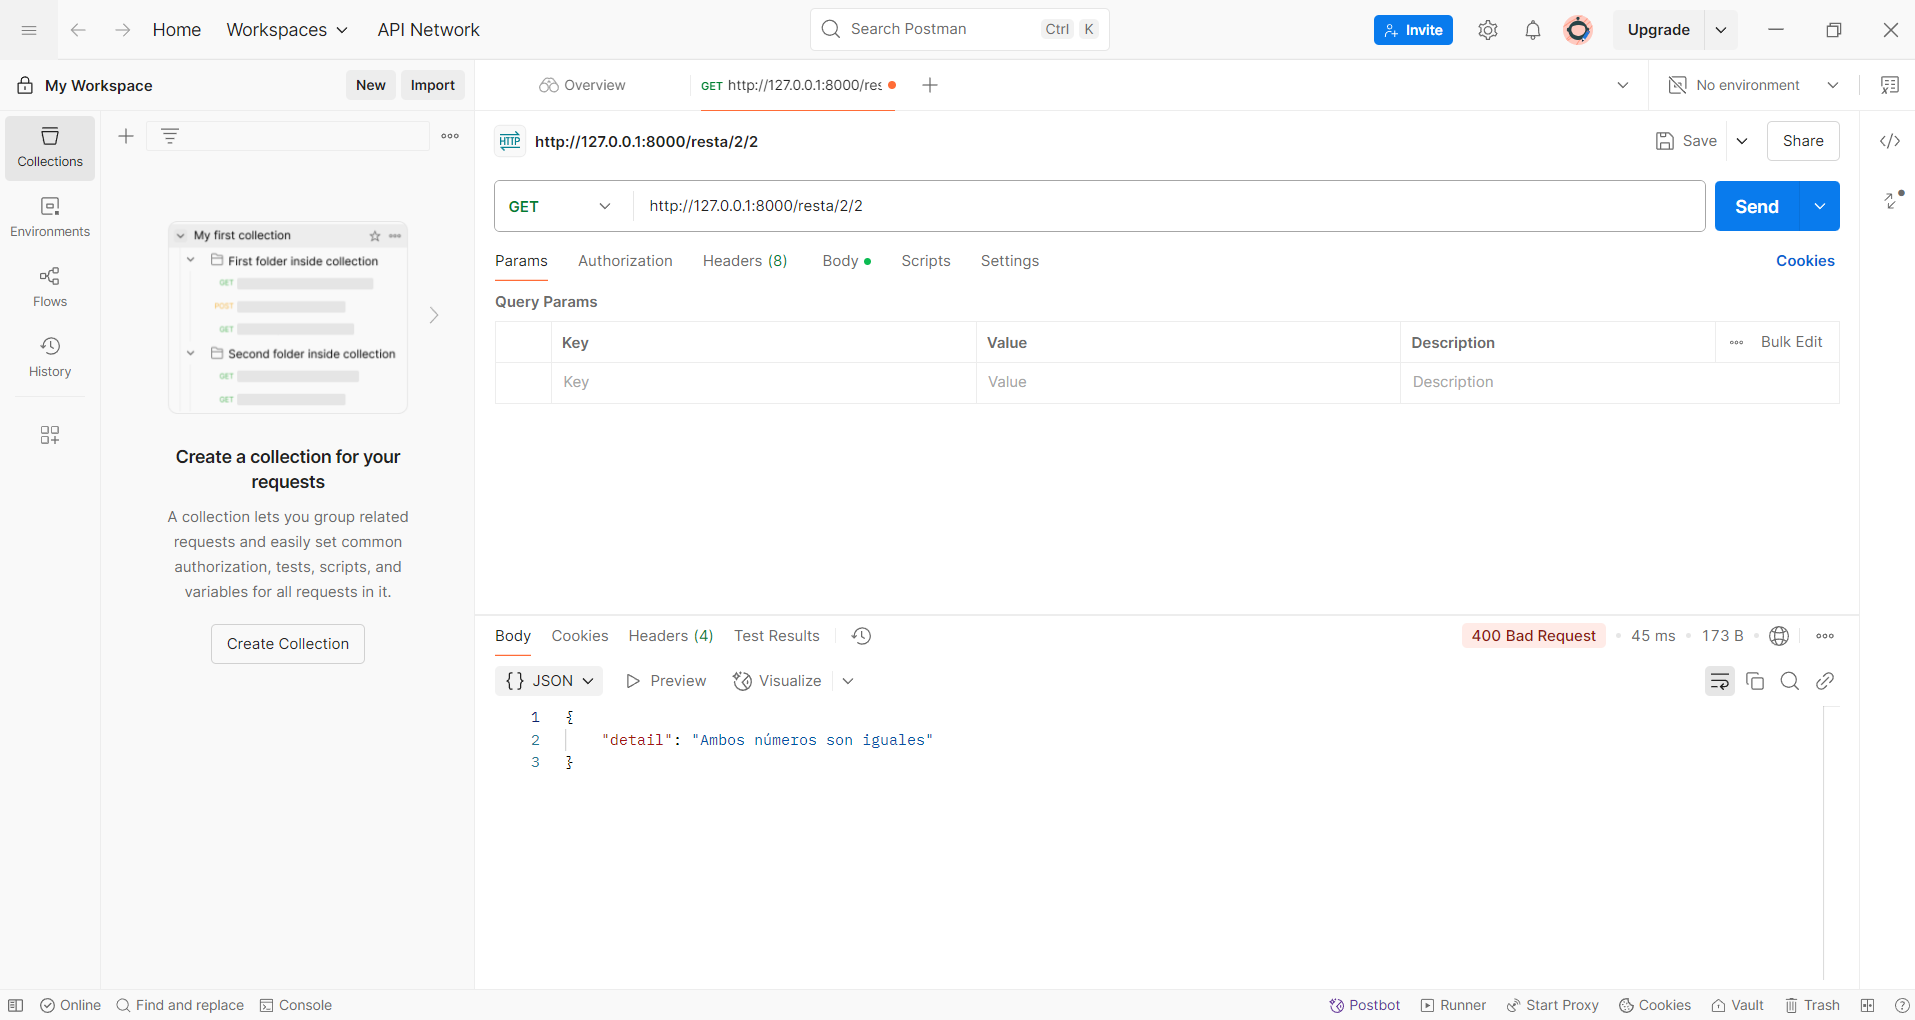 Home
Workspaces
API Network
Search Postman
Ctrl
K
Invite
Upgrade
My Workspace
New
Import
Overview
GET http://127.0.0.1:8000/res
No environment
Collections
Environments
Flows
History
My first collection
First folder inside collection
GET
POST
GET
Second folder inside collection
GET
GET
Create a collection for your
requests
A collection lets you group related
requests and easily set common
authorization, tests, scripts, and
variables for all requests in it.
Create Collection
HTTP
http://127.0.0.1:8000/resta/2/2
Save
Share
GET
http://127.0.0.1:8000/resta/2/2
Send
Params
Authorization
Headers (8)
Body
Scripts
Settings
Cookies
Query Params
Key
Value
Description
Bulk Edit
Key
Value
Description
Body
Cookies
Headers (4)
Test Results
400 Bad Request
45 ms
173 B
{} JSON
Preview
Visualize
1 {
2 "detail": "Ambos números son iguales"
3 }
Online
Find and replace
Console
Postbot
Runner
Start Proxy
Cookies
Vault
Trash